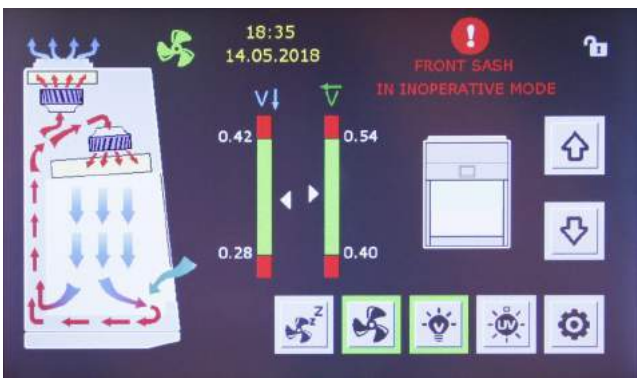 18:35
14.05.2018
FRONT SASH
IN INOPERATIVE MODE
V
V
0.42
0.54
0.28
0.40
z z Z
UV